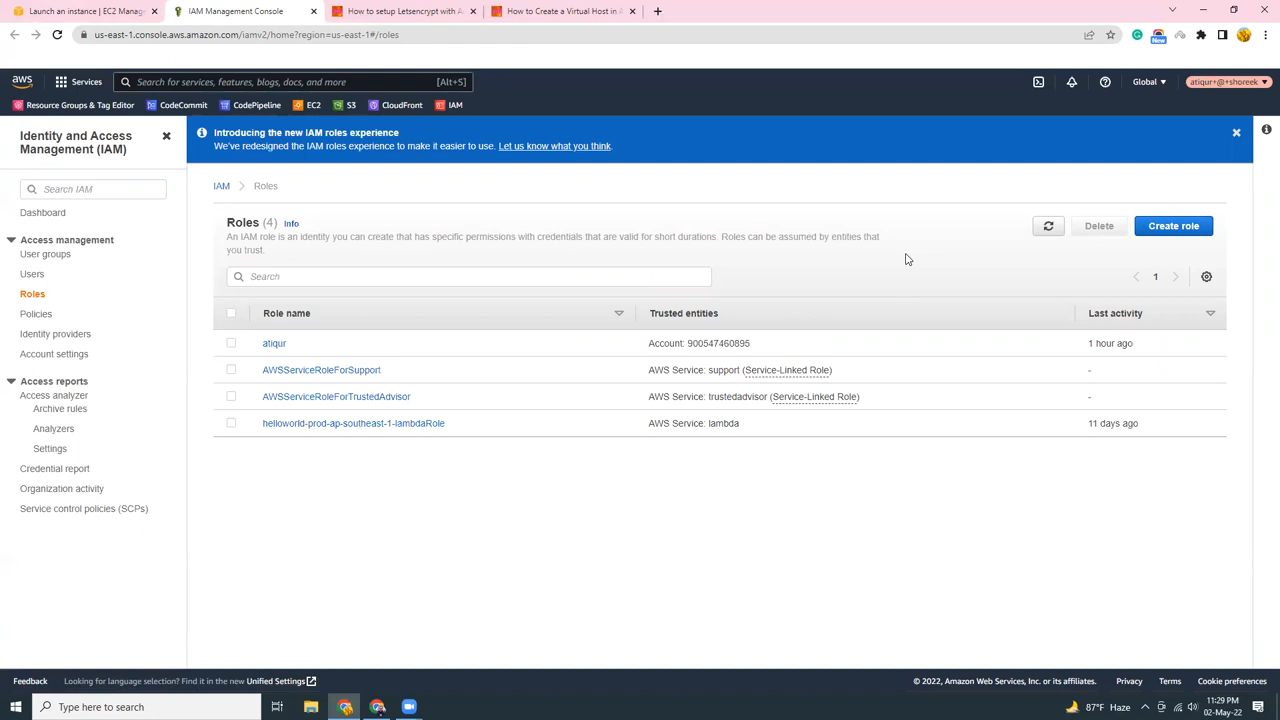 Launch an instance | EC2 Manag
IAM Management Console
How to setup Letsencrypt with A
How to Create a Virtual Host in A
us-east-1.console.aws.amazon.com/iamv2/home?region=us-east-1#/roles
New
aws
Services
Search for services, features, blogs, docs, and more
[Alt+S]
Global
atiqur+@+shoreek
Resource Groups & Tag Editor
CodeCommit
CodePipeline
EC2
S3
CloudFront
IAM
Identity and Access
Management (IAM)
Search IAM
Dashboard
Access management
User groups
Users
Roles
Policies
Identity providers
Account settings
Access reports
Access analyzer
Archive rules
Analyzers
Settings
Credential report
Organization activity
Service control policies (SCPs)
Introducing the new IAM roles experience
We've redesigned the IAM roles experience to make it easier to use. Let us know what you think.
IAM > Roles
Roles (4) Info
An IAM role is an identity you can create that has specific permissions with credentials that are valid for short durations. Roles can be assumed by entities that
you trust.
Delete
Create role
Search
1
Role name Trusted entities Last activity
atiqur Account: 900547460895 1 hour ago
AWSServiceRoleForSupport AWS Service: support (Service-Linked Role) -
AWSServiceRoleForTrustedAdvisor AWS Service: trustedadvisor (Service-Linked Role) -
helloworld-prod-ap-southeast-1-lambdaRole AWS Service: lambda 11 days ago
Feedback
Looking for language selection? Find it in the new Unified Settings
© 2022, Amazon Web Services, Inc. or its affiliates.
Privacy
Terms
Cookie preferences
Type here to search
87°F Haze
11:29 PM
02-May-22